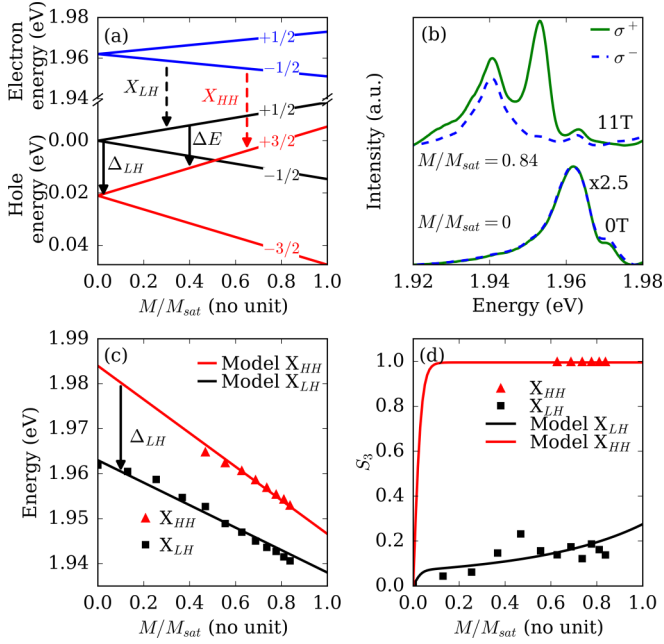 (a)
Electron
energy (eV)
1.98
1.96
1.94
+1/2
−1/2
X_LH
X_HH
+1/2
ΔE
+3/2
Δ_LH
−1/2
−3/2
Hole
energy (eV)
0.00
0.02
0.04
0.0 0.2 0.4 0.6 0.8 1.0
M/M_sat (no unit)
(b)
σ⁺
σ⁻
11T
M/M_sat = 0.84
x2.5
M/M_sat = 0
0T
Intensity (a.u.)
1.92 1.94 1.96 1.98
Energy (eV)
(c)
Model X_HH
Model X_LH
Δ_LH
X_HH
X_LH
Energy (eV)
1.99
1.98
1.97
1.96
1.95
1.94
0.0 0.2 0.4 0.6 0.8 1.0
M/M_sat (no unit)
(d)
X_HH
X_LH
Model X_LH
Model X_HH
S₃
1.0
0.8
0.6
0.4
0.2
0
0 0.2 0.4 0.6 0.8 1.0
M/M_sat (no unit)